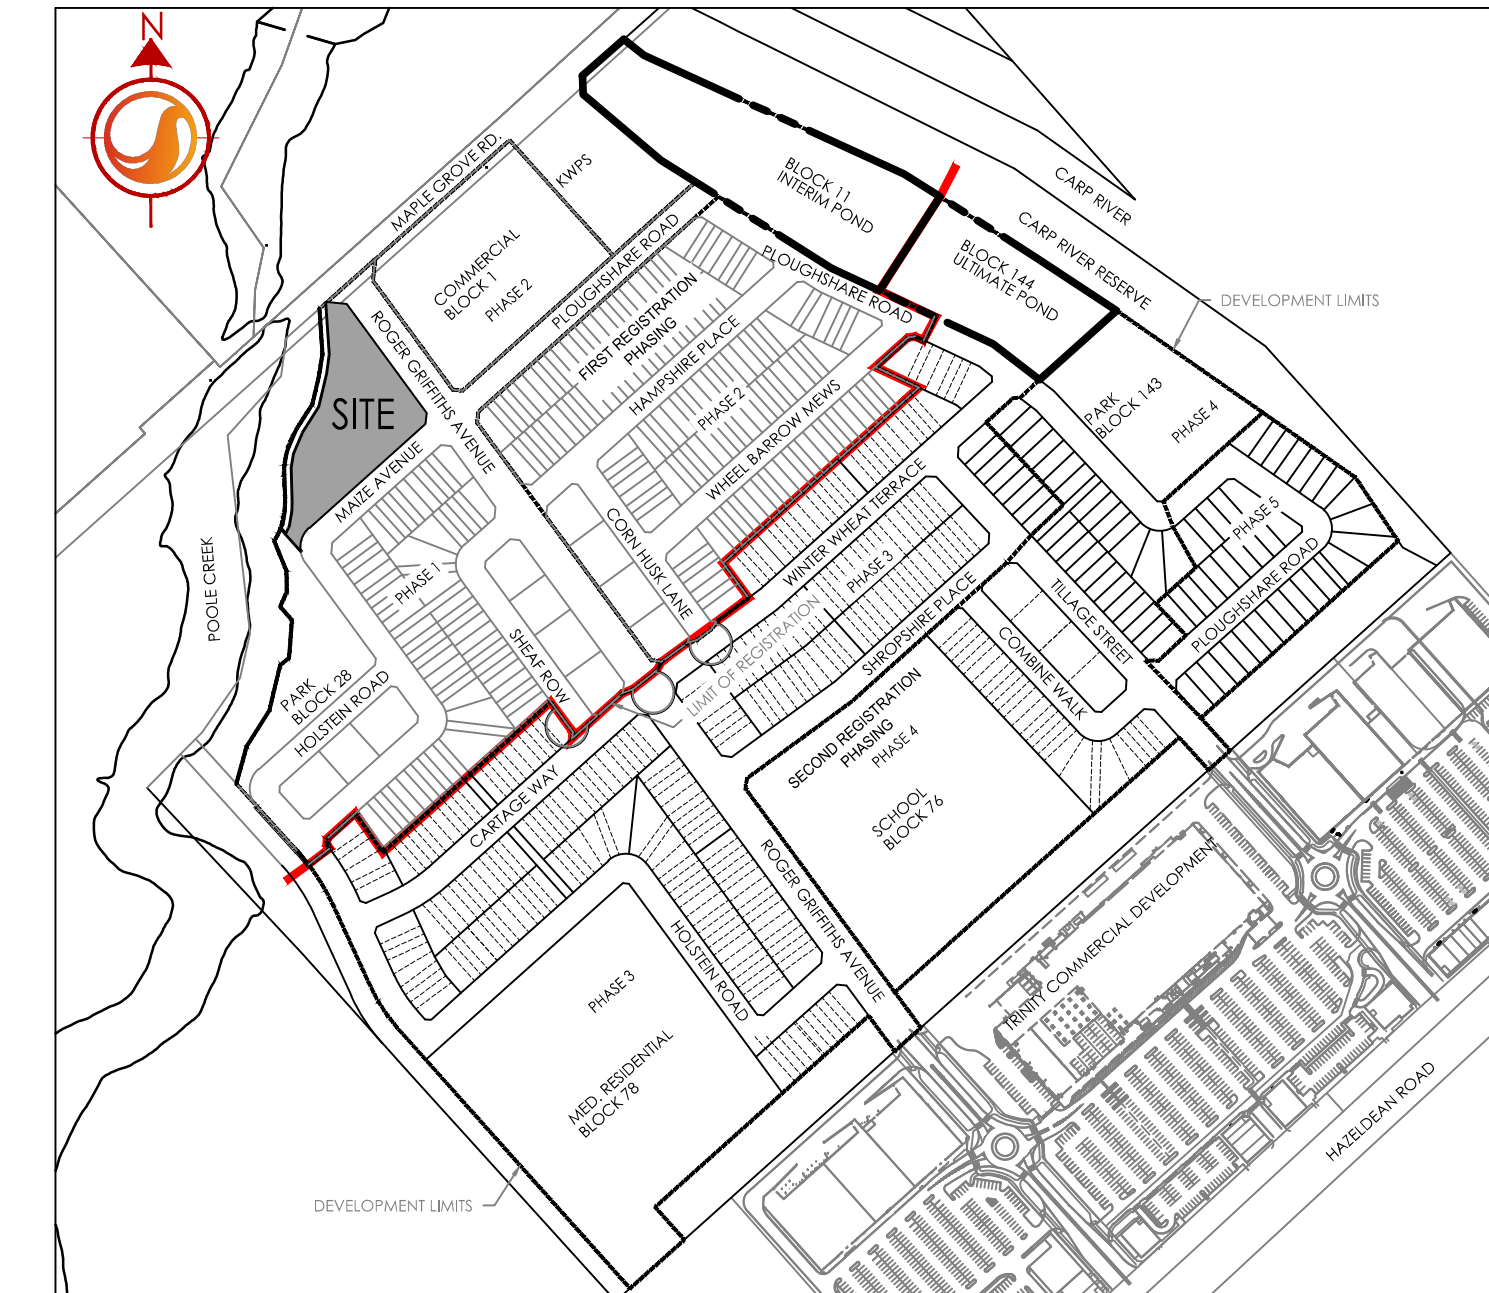 N
MAPLE GROVE RD.
KWPS
COMMERCIAL
BLOCK 1
PHASE 2
PLOUGHSHARE ROAD
BLOCK 11
INTERIM POND
CARP RIVER
CARP RIVER RESERVE
BLOCK 144
ULTIMATE POND
PLOUGHSHARE ROAD
DEVELOPMENT LIMITS
FIRST REGISTRATION
PHASING
HAMPSHIRE PLACE
PHASE 2
WHEEL BARROW MEWS
ROGER GRIFFITHS AVENUE
SITE
MAIZE AVENUE
PARK
BLOCK 143
PHASE 4
PHASE 5
PLOUGHSHARE ROAD
WINTER WHEAT TERRACE
PHASE 3
CORN HUSK LANE
PHASE 1
POOLE CREEK
SHROPSHIRE PLACE
TILLAGE STREET
COMBINE WALK
LIMIT OF REGISTRATION
SHEAF ROW
PARK
BLOCK 28
HOLSTEIN ROAD
SECOND REGISTRATION
PHASING
PHASE 4
SCHOOL
BLOCK 76
CARTAGE WAY
ROGER GRIFFITHS AVENUE
HOLSTEIN ROAD
PHASE 3
MED. RESIDENTIAL
BLOCK 78
TRINITY COMMERCIAL DEVELOPMENT
HAZELDEAN ROAD
DEVELOPMENT LIMITS